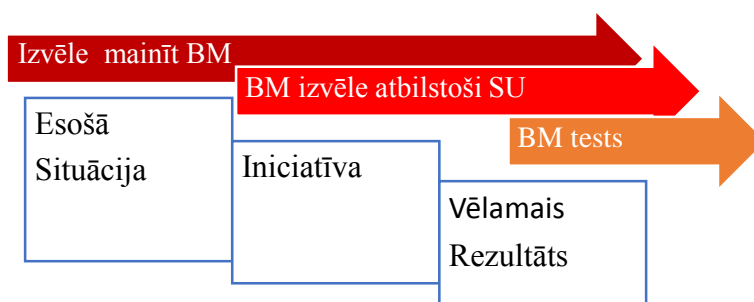 Izvēle mainīt BM
BM izvēle atbilstoši SU
BM tests
Esošā
Situācija
Iniciatīva
Vēlamais
Rezultāts